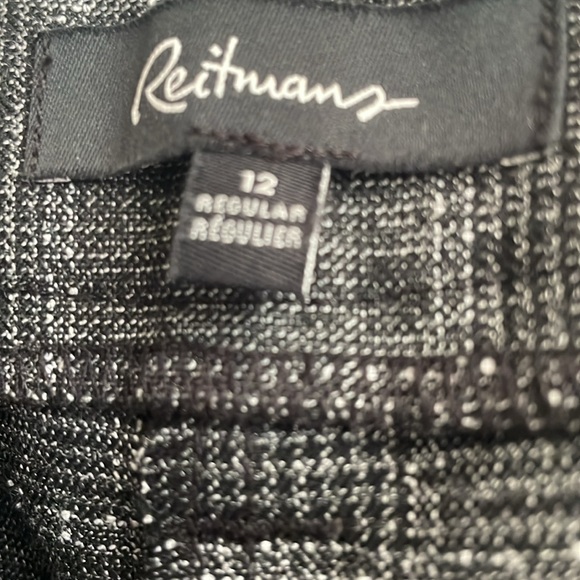 Reitmans
12
REGULAR
RÉGULIER